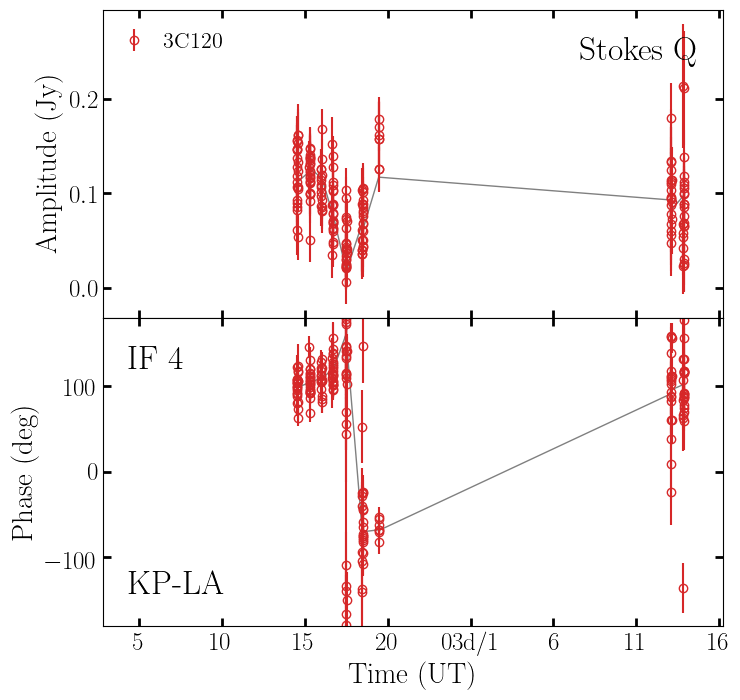 3C120
Stokes Q
Amplitude (Jy)
0.2
0.1
0.0
IF 4
Phase (deg)
100
0
−100
KP-LA
5 10 15 20 03d/1 6 11 16
Time (UT)